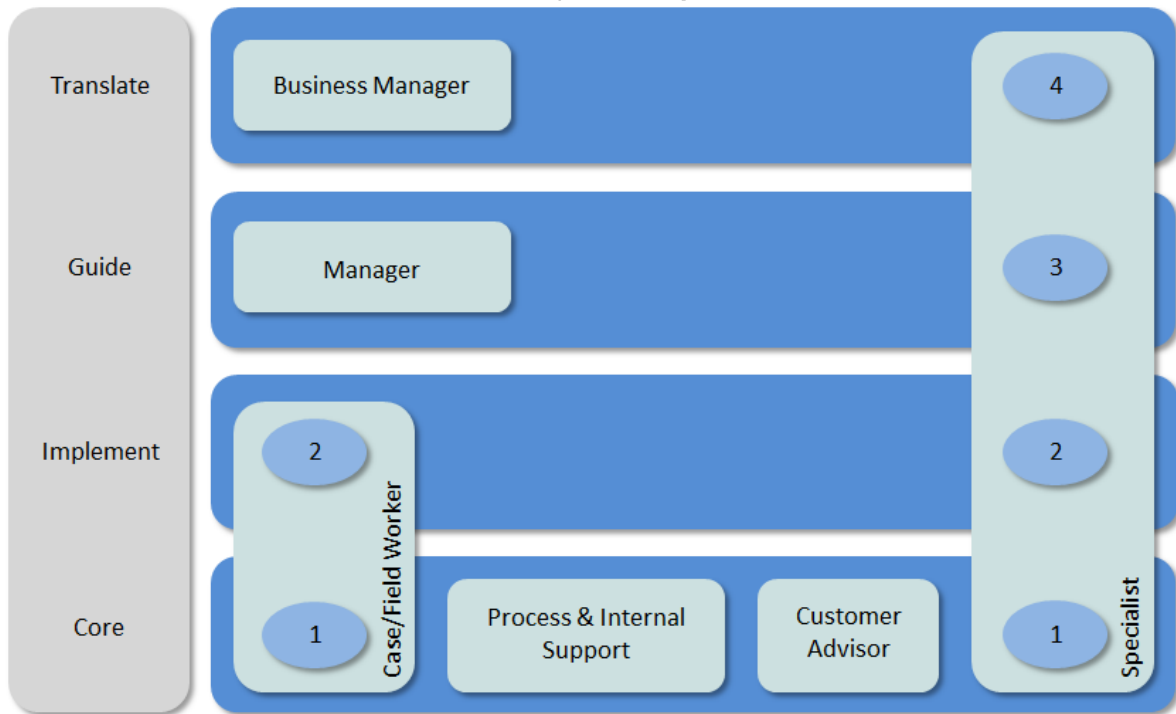 Translate
Business Manager
4
Guide
Manager
3
Implement
2
2
Case/Field Worker
Core
1
Process & Internal
Support
Customer
Advisor
1
Specialist